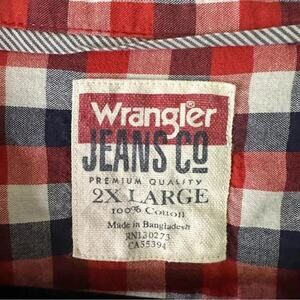 Wrangler®
JEANS CO
PREMIUM QUALITY
2X LARGE
100% Cotton
Made in Bangladesh
RN130273
CA55394